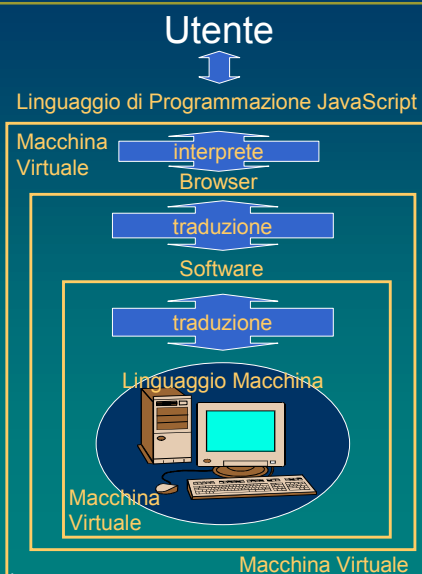 Utente
Linguaggio di Programmazione JavaScript
Macchina
Virtuale
interprete
Browser
traduzione
Software
traduzione
Linguaggio Macchina
Macchina
Virtuale
Macchina Virtuale